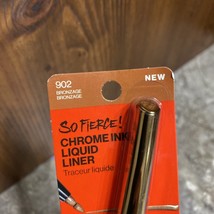 902
BRONZAGE
BRONZAGE
NEW
SO FIERCE!
CHROME INK
LIQUID
LINER
Traceur liquide